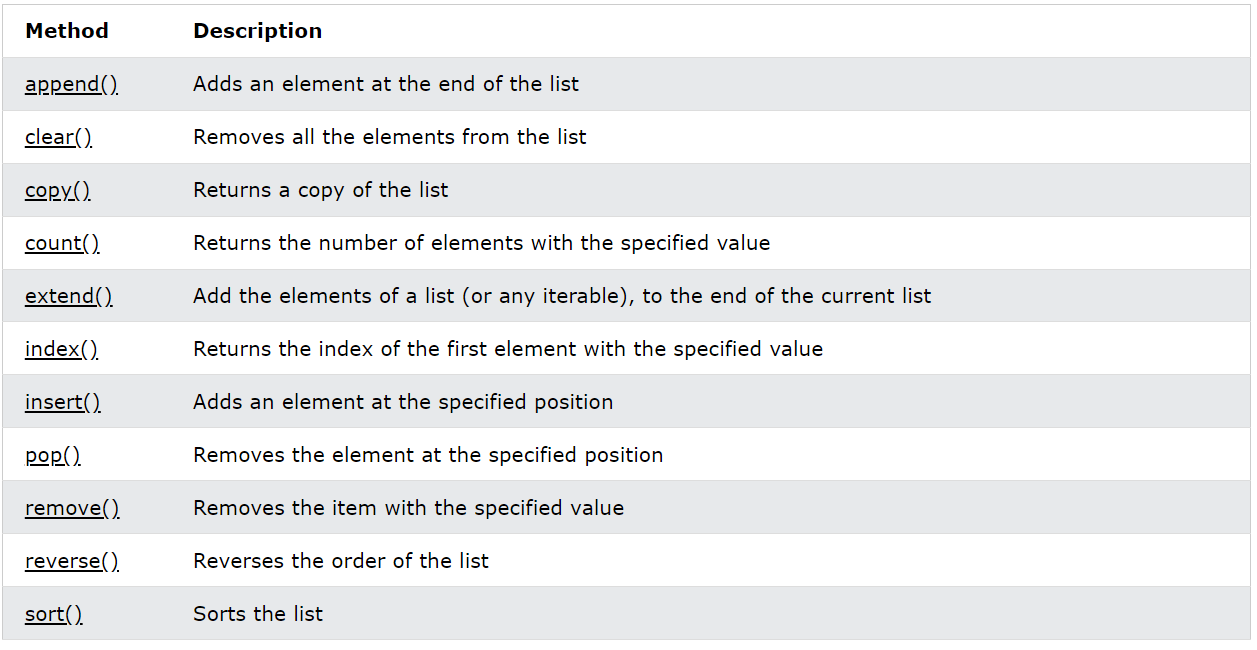 Method Description
append() Adds an element at the end of the list
clear() Removes all the elements from the list
copy() Returns a copy of the list
count() Returns the number of elements with the specified value
extend() Add the elements of a list (or any iterable), to the end of the current list
index() Returns the index of the first element with the specified value
insert() Adds an element at the specified position
pop() Removes the element at the specified position
remove() Removes the item with the specified value
reverse() Reverses the order of the list
sort() Sorts the list